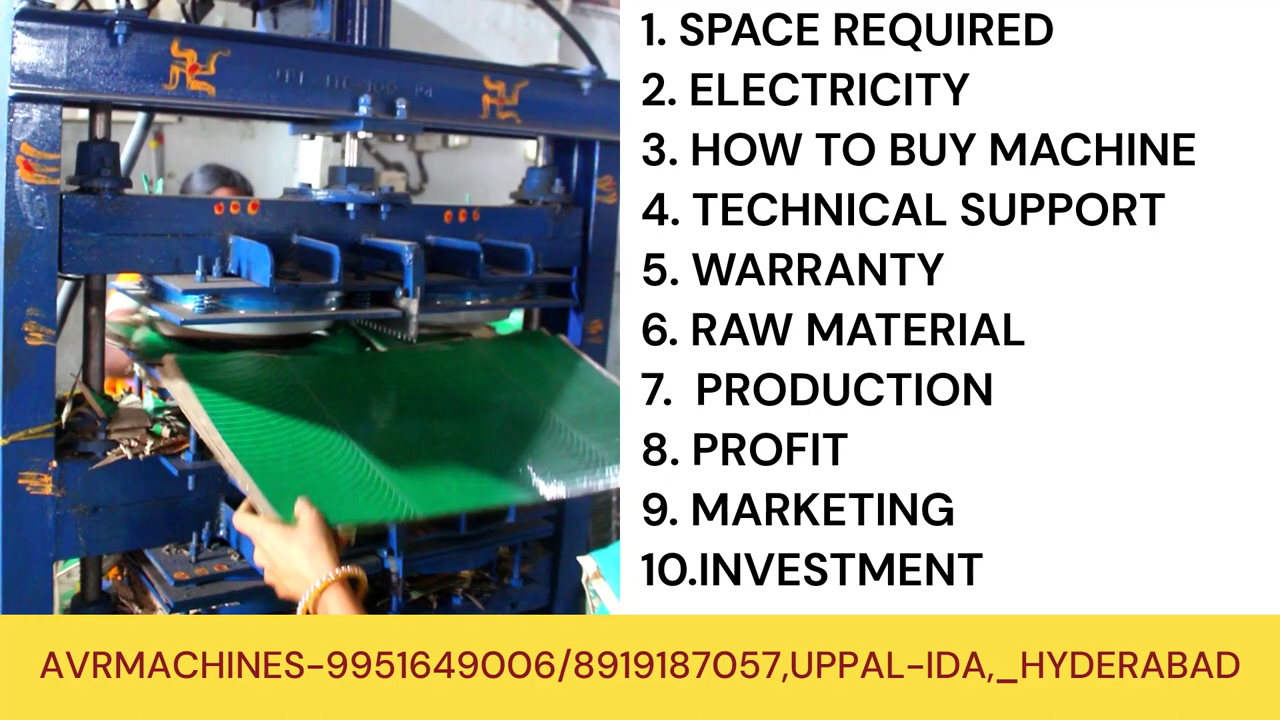 1. SPACE REQUIRED
2. ELECTRICITY
3. HOW TO BUY MACHINE
4. TECHNICAL SUPPORT
5. WARRANTY
6. RAW MATERIAL
7. PRODUCTION
8. PROFIT
9. MARKETING
10.INVESTMENT
AVRMACHINES-9951649006/8919187057,UPPAL-IDA,_HYDERABAD